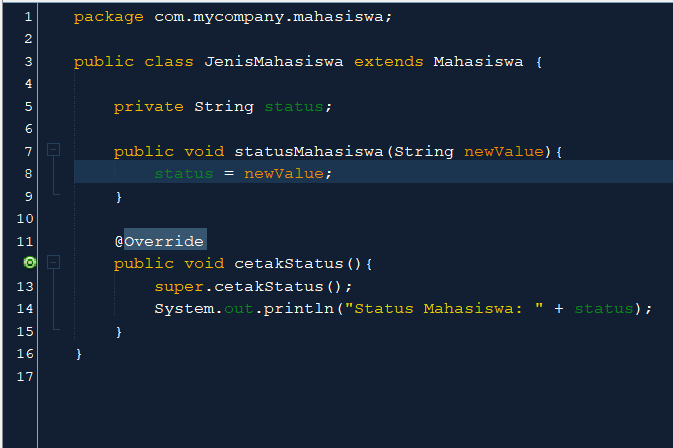 1 package com.mycompany.mahasiswa;
2
3 public class JenisMahasiswa extends Mahasiswa {
4
5 private String status;
6
7 public void statusMahasiswa(String newValue){
8 status = newValue;
9 }
10
11 @Override
public void cetakStatus(){
13 super.cetakStatus();
14 System.out.println("Status Mahasiswa: " + status);
15 }
16 }
17